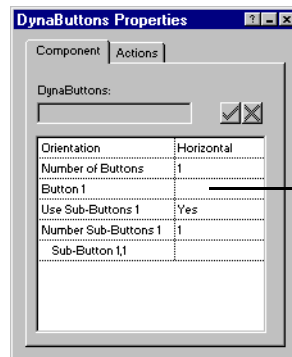 DynaButtons Properties
Component Actions
DynaButtons:
Orientation Horizontal
Number of Buttons 1
Button 1
Use Sub-Buttons 1 Yes
Number Sub-Buttons 1 1
Sub-Button 1,1